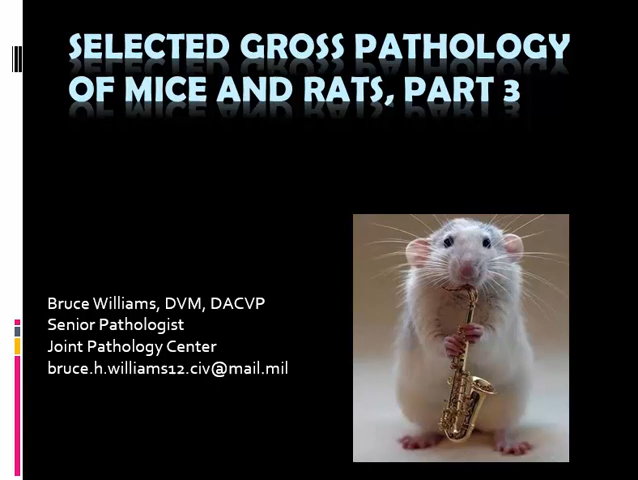 SELECTED GROSS PATHOLOGY
OF MICE AND RATS, PART 3
Bruce Williams, DVM, DACVP
Senior Pathologist
Joint Pathology Center
bruce.h.williams12.civ@mail.mil